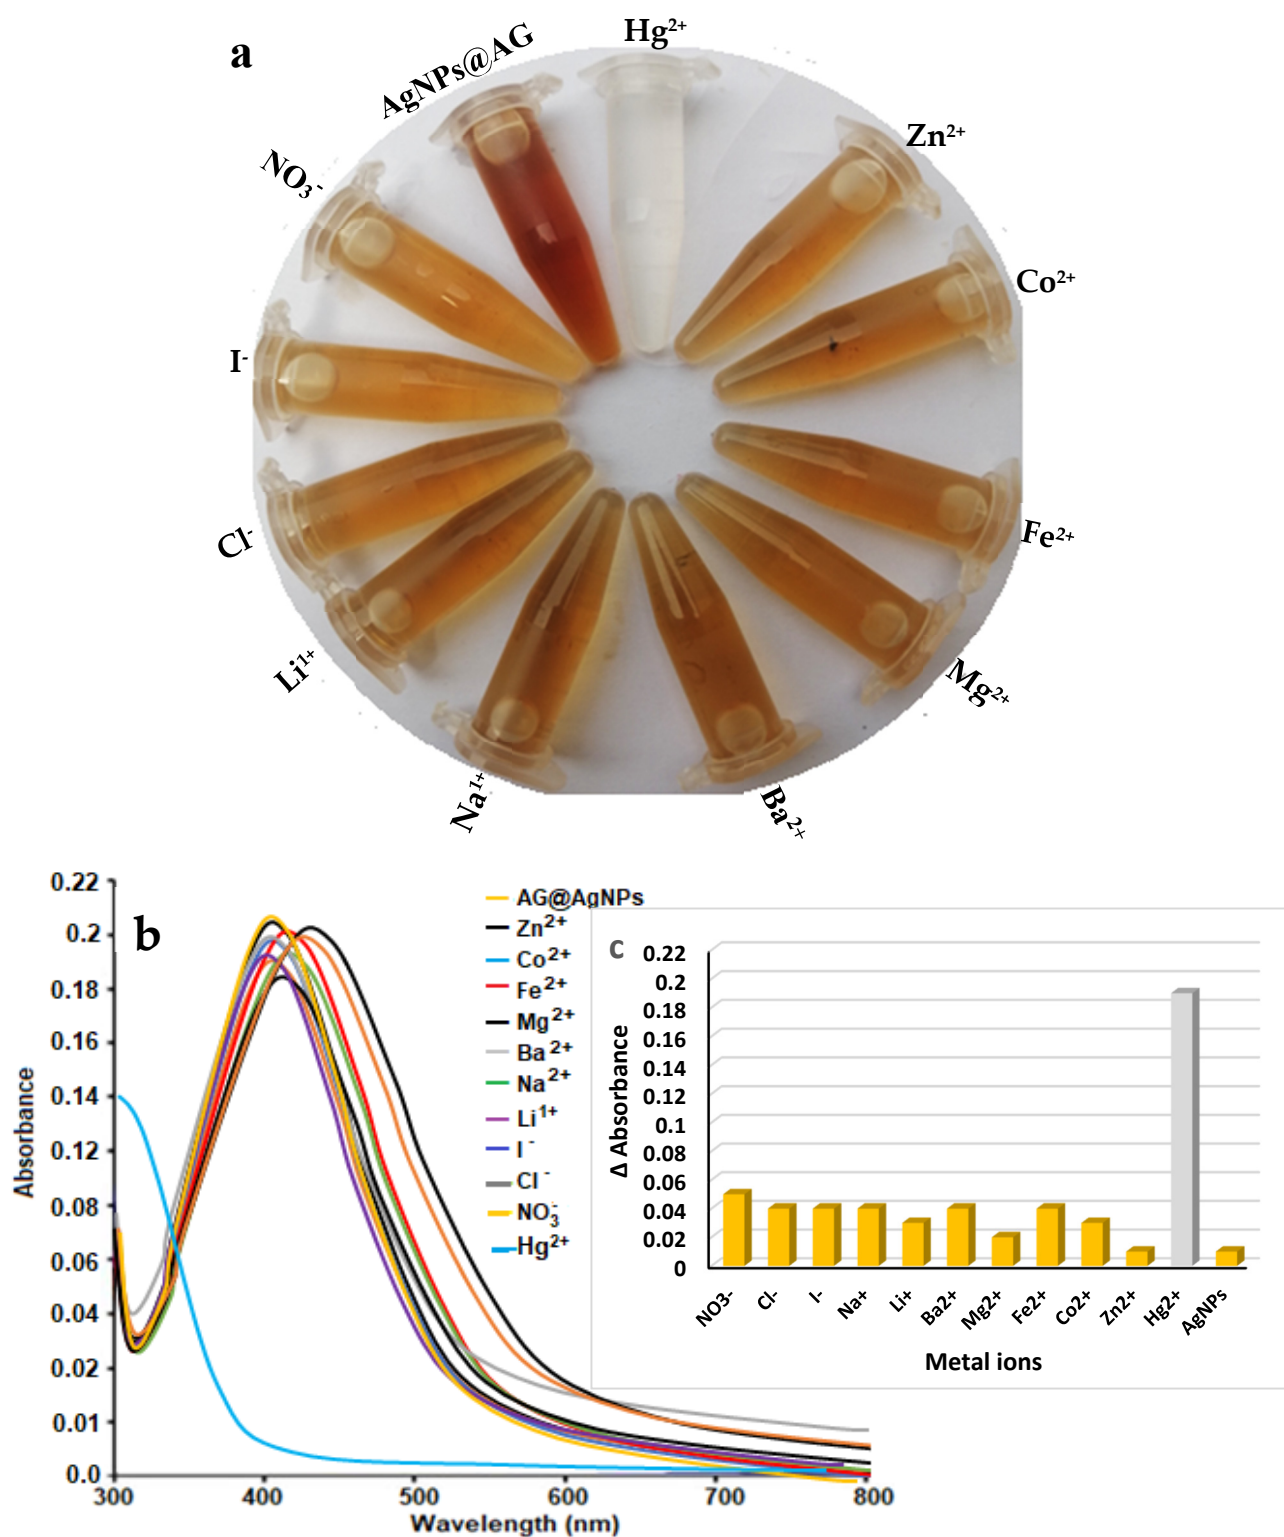 a
Hg²⁺
AgNPs@AG
Zn²⁺
NO₃⁻
Co²⁺
I⁻
Cl⁻
Fe²⁺
Li¹⁺
Mg²⁺
Na¹⁺
Ba²⁺
b
Absorbance
0.22
0.2
0.18
0.16
0.14
0.12
0.08
0.06
0.04
0.02
0.01
0.0
300 400 500 600 700 800
Wavelength (nm)
AG@AgNPs
Zn²⁺
Co²⁺
Fe²⁺
Mg²⁺
Ba²⁺
Na²⁺
Li¹⁺
I⁻
Cl⁻
NO₃⁻
Hg²⁺
c
Δ Absorbance
0.22
0.2
0.18
0.16
0.14
0.12
0.1
0.08
0.06
0.04
0.02
0
NO3- Cl- I- Na+ Li+ Ba2+ Mg2+ Fe2+ Co2+ Zn2+ Hg2+ AgNPs
Metal ions